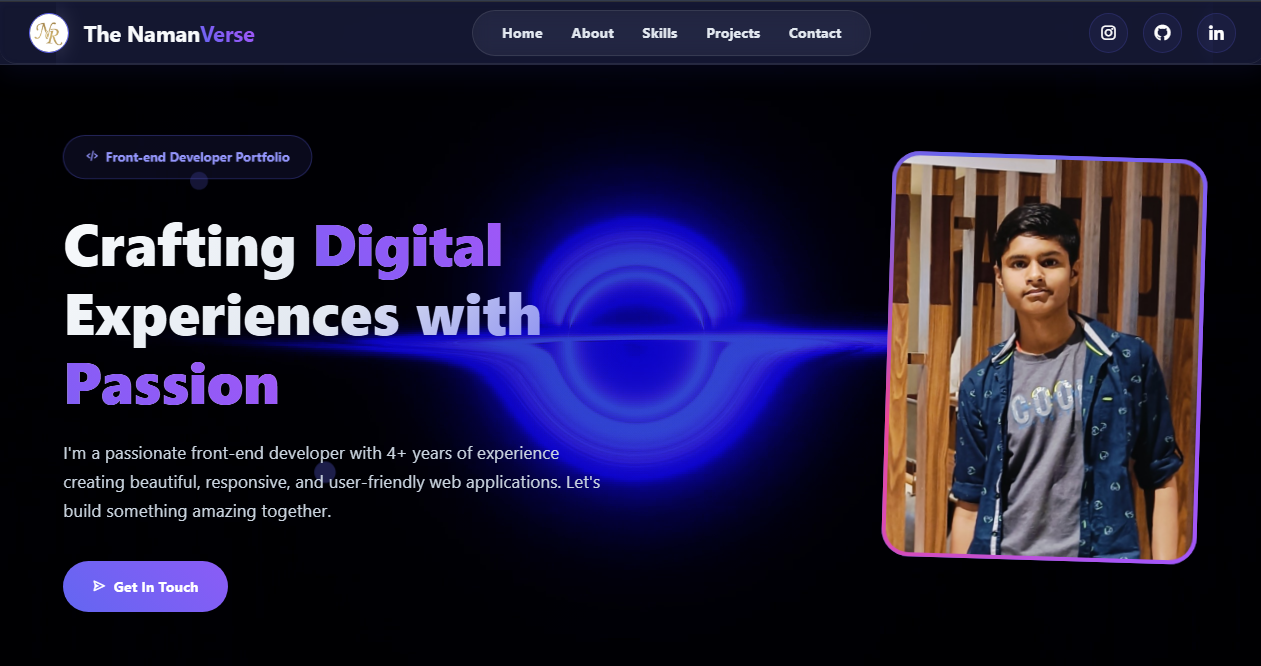 NR
The NamanVerse
Home About Skills Projects Contact
in
</> Front-end Developer Portfolio
Crafting Digital
Experiences with
Passion
I'm a passionate front-end developer with 4+ years of experience
creating beautiful, responsive, and user-friendly web applications. Let's
build something amazing together.
Get In Touch